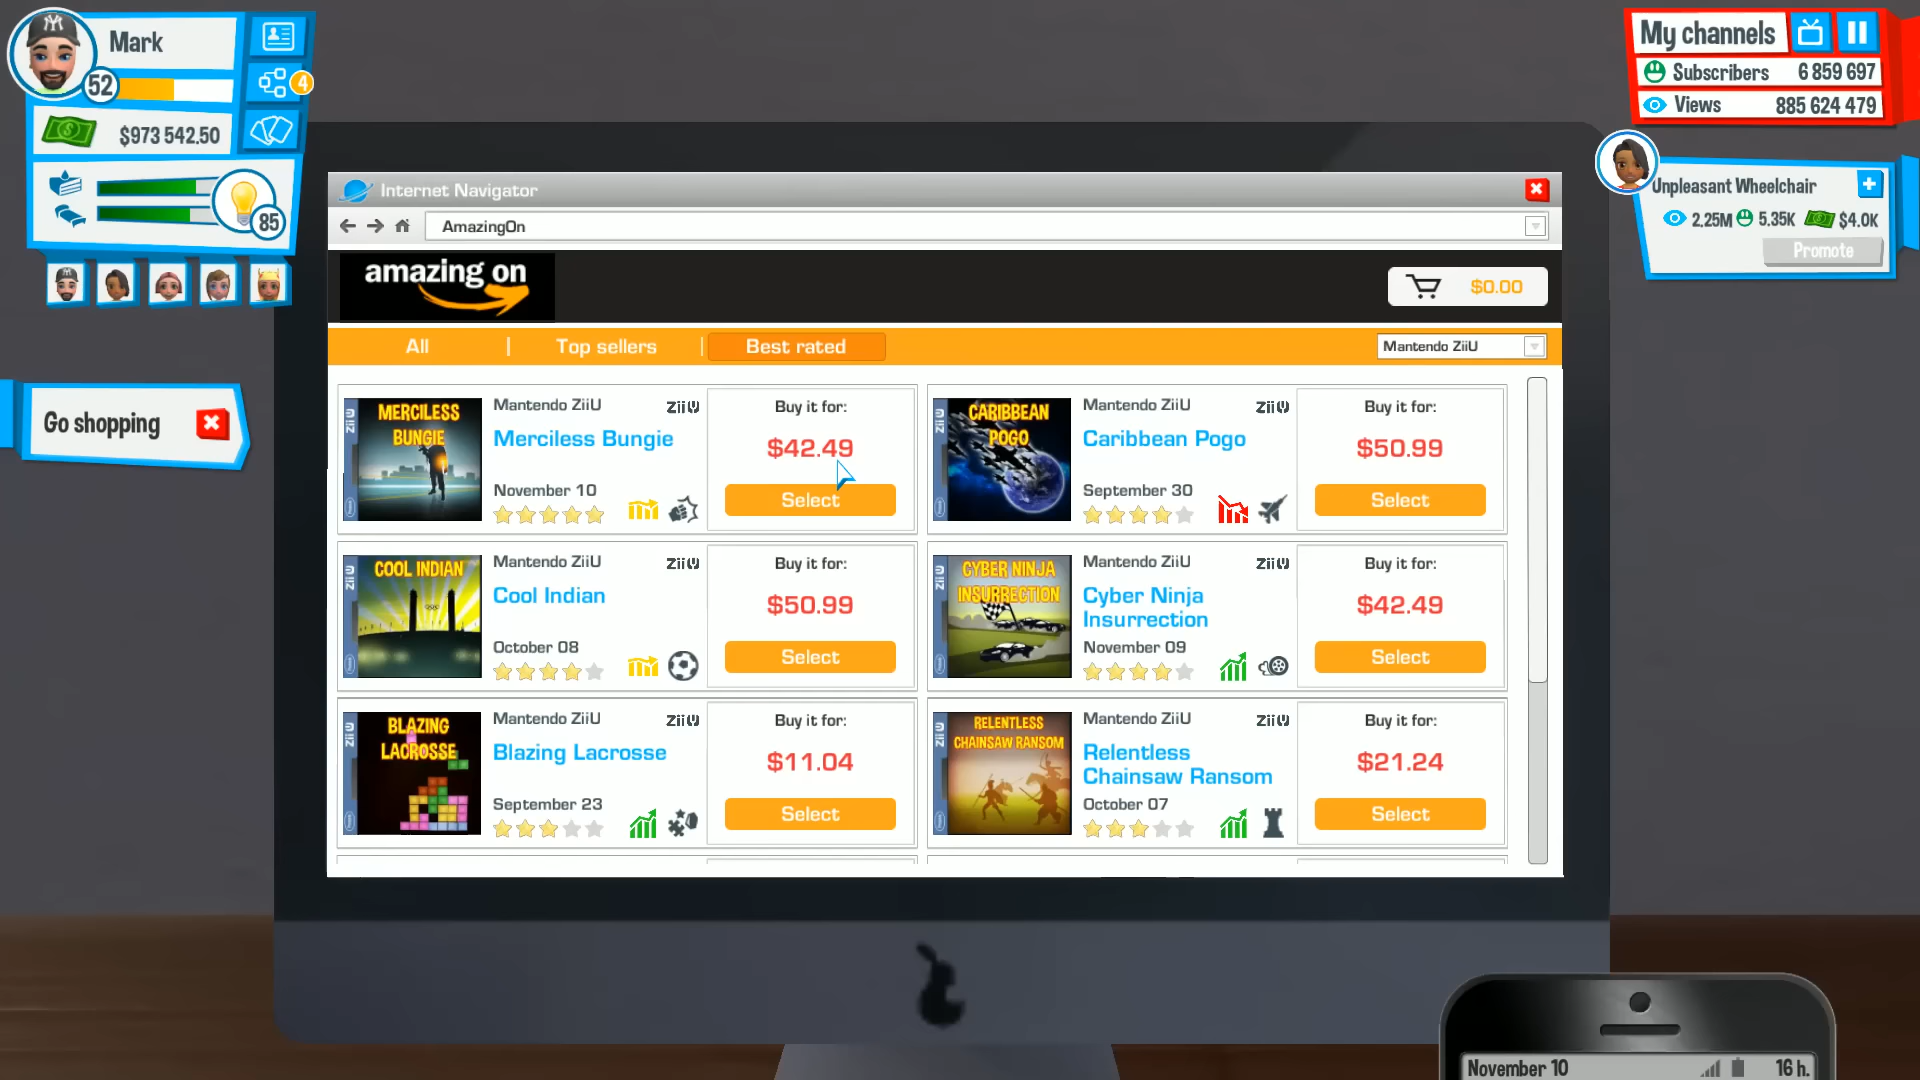 Mark
52
4
$973 542.50
85
My channels
Subscribers 6 859 697
Views 885 624 479
Unpleasant Wheelchair
2.25M 5.35K $4.0K
Promote
Go shopping
Internet Navigator
AmazingOn
amazing on
$0.00
All | Top sellers | Best rated
Mantendo ZiiU
ZiiU
MERCILESS BUNGIE
Mantendo ZiiU ZiiU
Merciless Bungie
November 10
Buy it for:
$42.49
Select
ZiiU
CARIBBEAN POGO
Mantendo ZiiU ZiiU
Caribbean Pogo
September 30
Buy it for:
$50.99
Select
ZiiU
COOL INDIAN
Mantendo ZiiU ZiiU
Cool Indian
October 08
Buy it for:
$50.99
Select
ZiiU
CYBER NINJA INSURRECTION
Mantendo ZiiU ZiiU
Cyber Ninja
Insurrection
November 09
Buy it for:
$42.49
Select
ZiiU
BLAZING LACROSSE
Mantendo ZiiU ZiiU
Blazing Lacrosse
September 23
Buy it for:
$11.04
Select
ZiiU
RELENTLESS CHAINSAW RANSOM
Mantendo ZiiU ZiiU
Relentless
Chainsaw Ransom
October 07
Buy it for:
$21.24
Select
November 10 16 h.